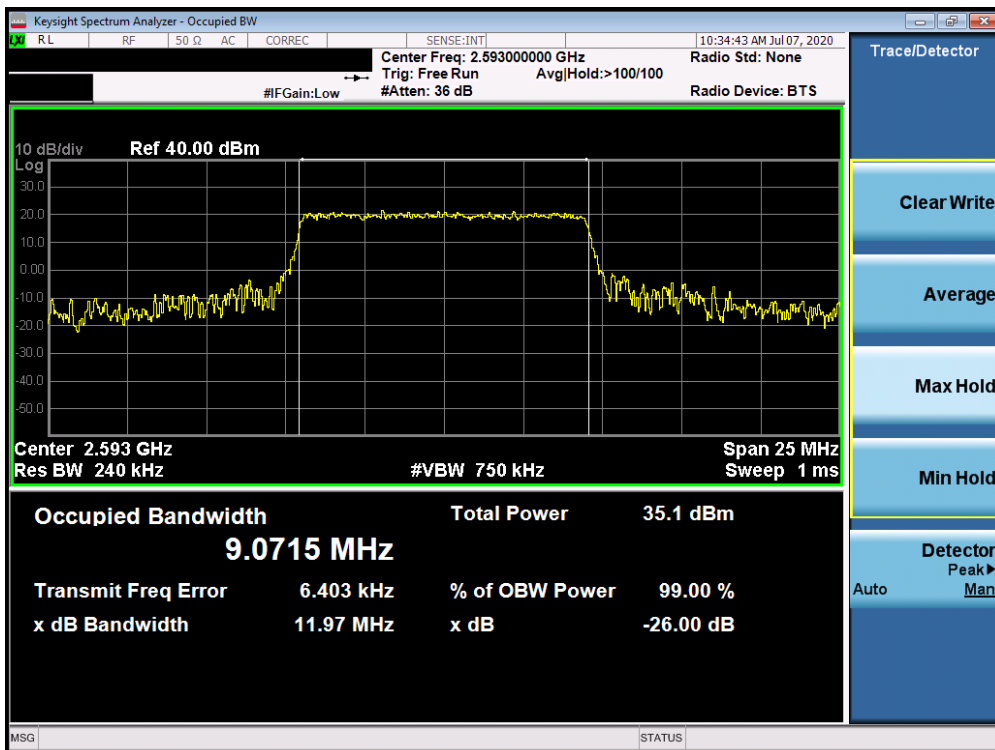 Keysight Spectrum Analyzer - Occupied BW
LXI RL RF 50 Ω AC CORREC SENSE:INT 10:34:43 AM Jul 07, 2020
Center Freq: 2.593000000 GHz Radio Std: None
Trig: Free Run Avg|Hold:>100/100
#IFGain:Low #Atten: 36 dB Radio Device: BTS
10 dB/div Ref 40.00 dBm
Log
30.0
20.0
10.0
0.00
-10.0
-20.0
-30.0
-40.0
-50.0
Center 2.593 GHz Span 25 MHz
Res BW 240 kHz #VBW 750 kHz Sweep 1 ms
Occupied Bandwidth Total Power 35.1 dBm
9.0715 MHz
Transmit Freq Error 6.403 kHz % of OBW Power 99.00 %
x dB Bandwidth 11.97 MHz x dB -26.00 dB
MSG STATUS
Trace/Detector
Clear Write
Average
Max Hold
Min Hold
Detector
Peak▶
Auto Man